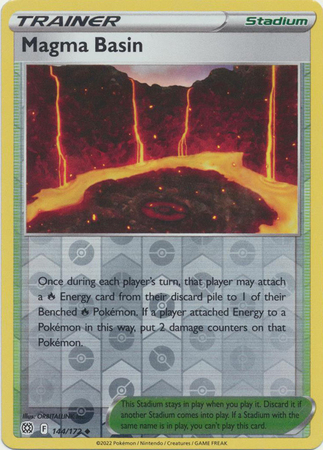 TRAINER Stadium
Magma Basin
Once during each player's turn, that player may attach
a Energy card from their discard pile to 1 of their
Benched Pokémon. If a player attached Energy to a
Pokémon in this way, put 2 damage counters on that
Pokémon.
This Stadium stays in play when you play it. Discard it if
another Stadium comes into play. If a Stadium with the
same name is in play, you can't play this card.
Illus. ORBITALLINK
F 144/172
©2022 Pokémon / Nintendo / Creatures / GAME FREAK